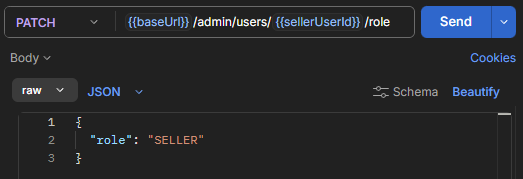 PATCH {{baseUrl}} /admin/users/ {{sellerUserId}} /role Send
Body Cookies
raw JSON Schema Beautify
1 {
2 "role": "SELLER"
3 }